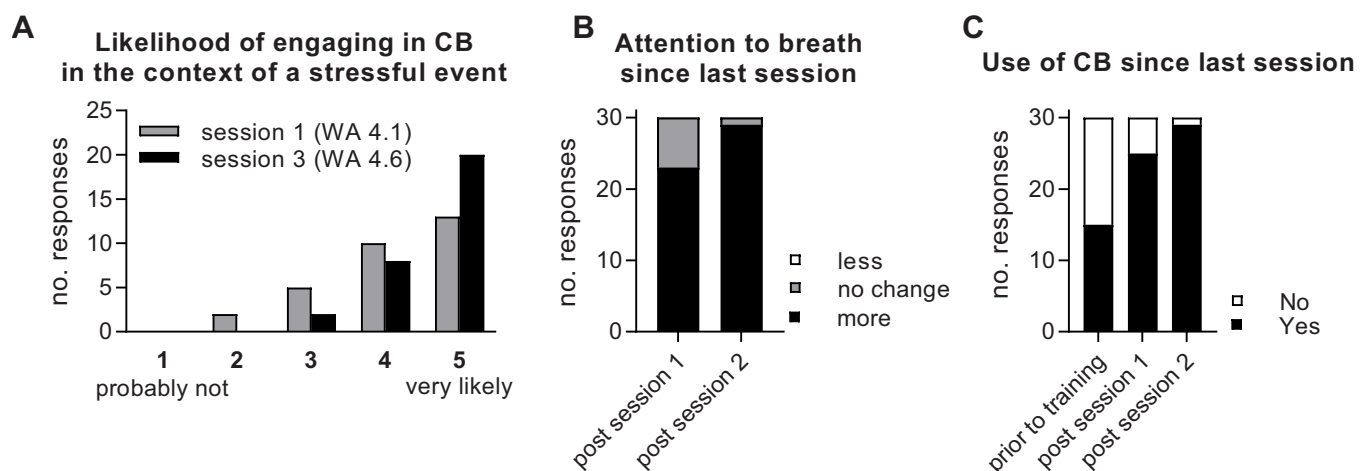 A
Likelihood of engaging in CB
in the context of a stressful event
no. responses
25
20
15
10
5
0
session 1 (WA 4.1)
session 3 (WA 4.6)
1
2
3
4
5
probably not
very likely
B
Attention to breath
since last session
no. responses
30
20
10
0
less
no change
more
post session 1
post session 2
C
Use of CB since last session
no. responses
30
20
10
0
No
Yes
prior to training
post session 1
post session 2